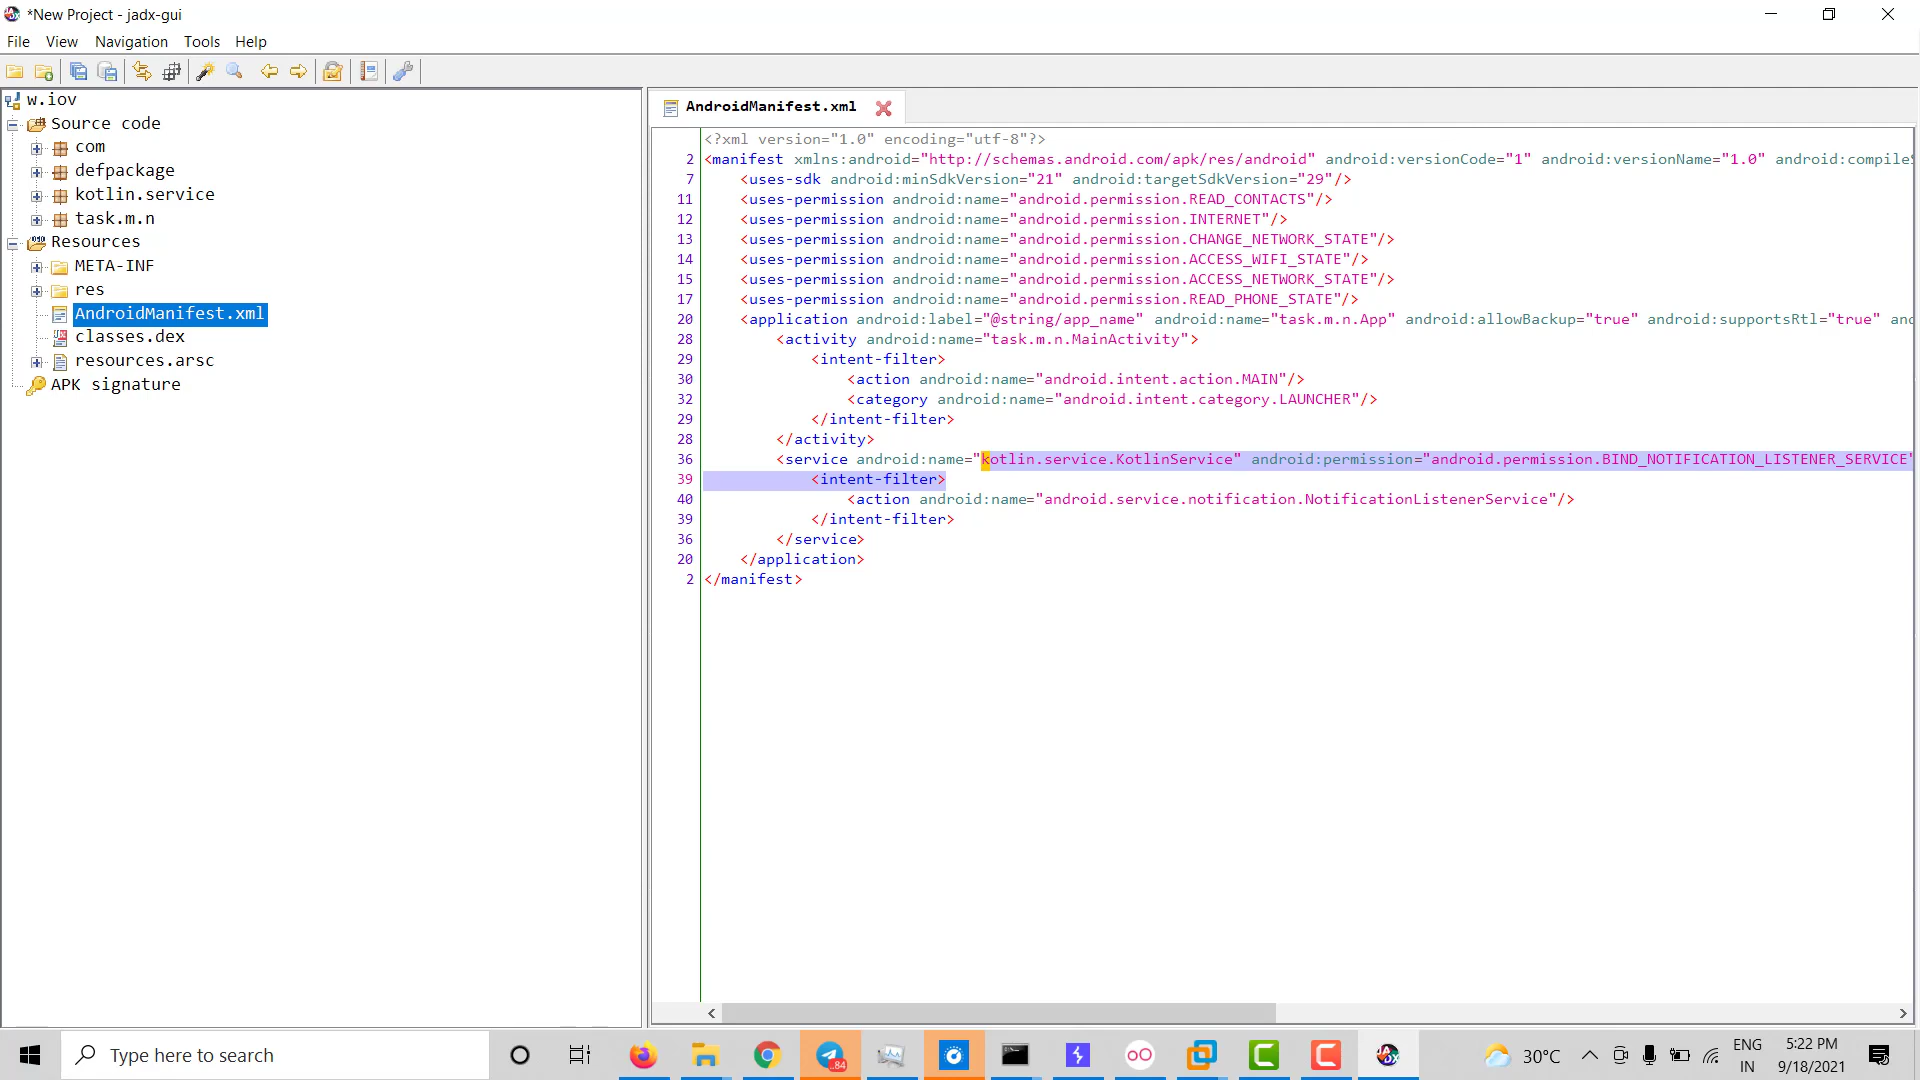 *New Project - jadx-gui
File View Navigation Tools Help
w.iov
Source code
com
defpackage
kotlin.service
task.m.n
Resources
META-INF
res
AndroidManifest.xml
classes.dex
resources.arsc
APK signature
AndroidManifest.xml
<?xml version="1.0" encoding="utf-8"?>
2 <manifest xmlns:android="http://schemas.android.com/apk/res/android" android:versionCode="1" android:versionName="1.0" android:compileS
7 <uses-sdk android:minSdkVersion="21" android:targetSdkVersion="29"/>
11 <uses-permission android:name="android.permission.READ_CONTACTS"/>
12 <uses-permission android:name="android.permission.INTERNET"/>
13 <uses-permission android:name="android.permission.CHANGE_NETWORK_STATE"/>
14 <uses-permission android:name="android.permission.ACCESS_WIFI_STATE"/>
15 <uses-permission android:name="android.permission.ACCESS_NETWORK_STATE"/>
17 <uses-permission android:name="android.permission.READ_PHONE_STATE"/>
20 <application android:label="@string/app_name" android:name="task.m.n.App" android:allowBackup="true" android:supportsRtl="true" and
28 <activity android:name="task.m.n.MainActivity">
29 <intent-filter>
30 <action android:name="android.intent.action.MAIN"/>
32 <category android:name="android.intent.category.LAUNCHER"/>
29 </intent-filter>
28 </activity>
36 <service android:name="kotlin.service.KotlinService" android:permission="android.permission.BIND_NOTIFICATION_LISTENER_SERVICE"
39 <intent-filter>
40 <action android:name="android.service.notification.NotificationListenerService"/>
39 </intent-filter>
36 </service>
20 </application>
2 </manifest>
Type here to search
84
30°C
ENG
IN
5:22 PM
9/18/2021